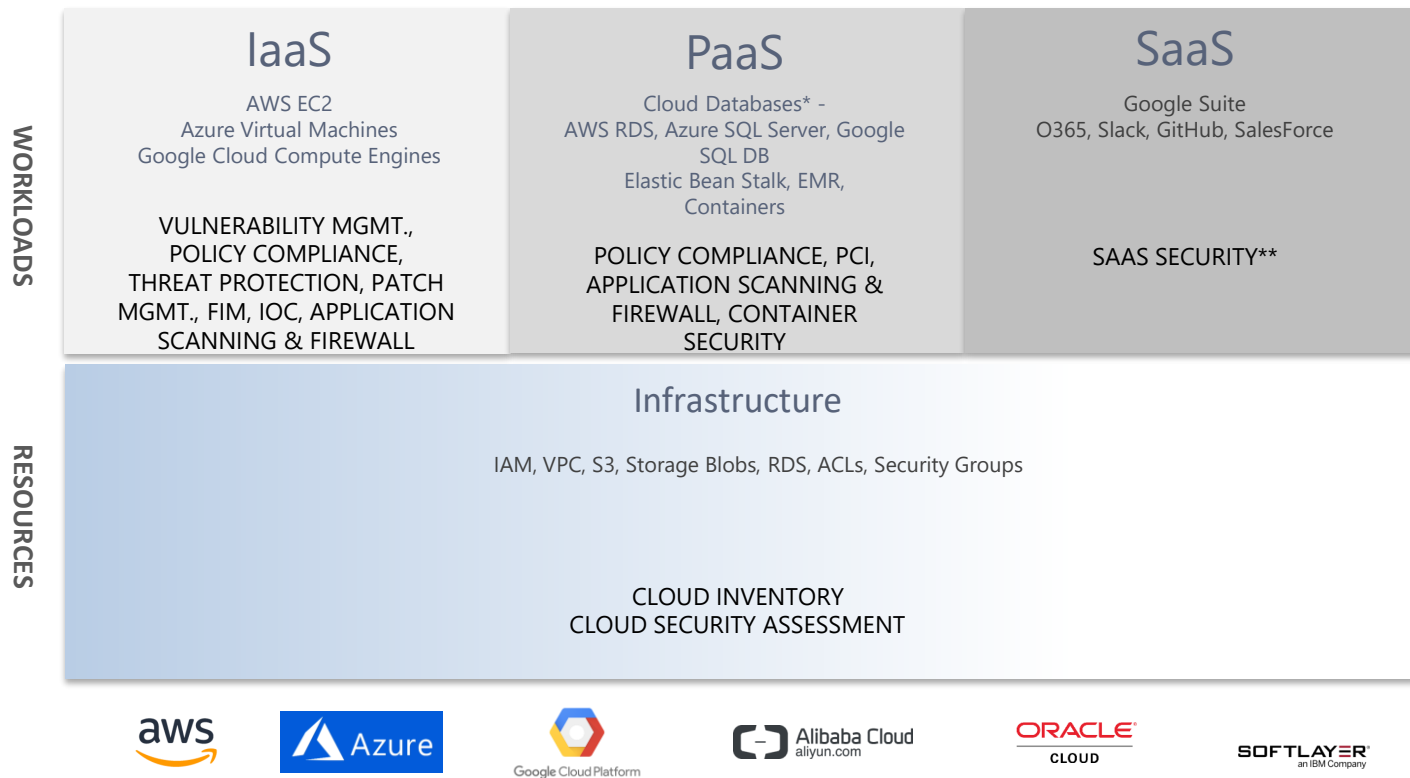 WORKLOADS
IaaS
AWS EC2
Azure Virtual Machines
Google Cloud Compute Engines
VULNERABILITY MGMT.,
POLICY COMPLIANCE,
THREAT PROTECTION, PATCH
MGMT., FIM, IOC, APPLICATION
SCANNING & FIREWALL
PaaS
Cloud Databases* -
AWS RDS, Azure SQL Server, Google
SQL DB
Elastic Bean Stalk, EMR,
Containers
POLICY COMPLIANCE, PCI,
APPLICATION SCANNING &
FIREWALL, CONTAINER
SECURITY
SaaS
Google Suite
O365, Slack, GitHub, SalesForce
SAAS SECURITY**
RESOURCES
Infrastructure
IAM, VPC, S3, Storage Blobs, RDS, ACLs, Security Groups
CLOUD INVENTORY
CLOUD SECURITY ASSESSMENT
aws
Azure
Google Cloud Platform
Alibaba Cloud
aliyun.com
ORACLE
CLOUD
SOFTLAYER
an IBM Company